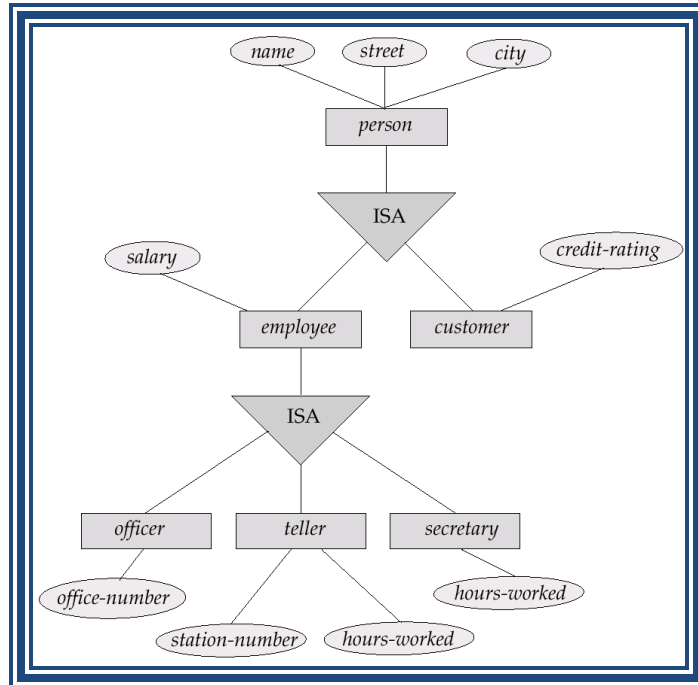 name street city
person
ISA
salary credit-rating
employee customer
ISA
officer teller secretary
office-number hours-worked
station-number hours-worked